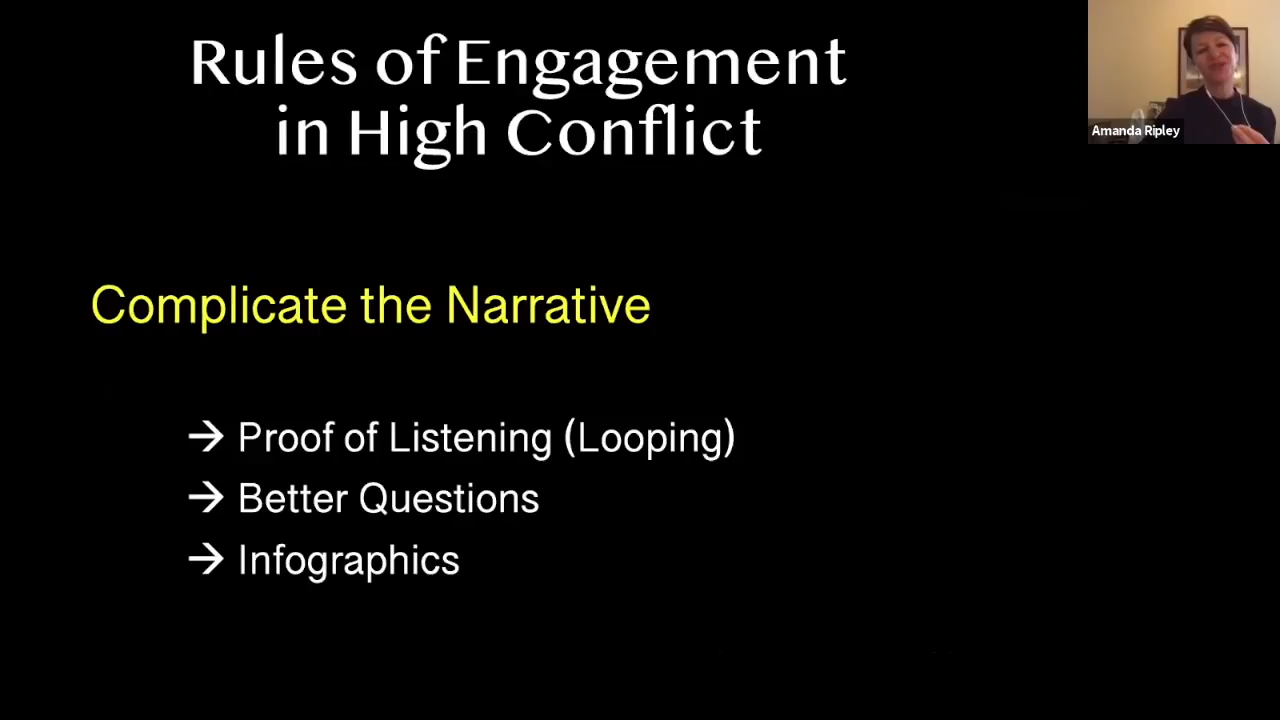 Rules of Engagement
in High Conflict
Amanda Ripley
Complicate the Narrative
→ Proof of Listening (Looping)
→ Better Questions
→ Infographics